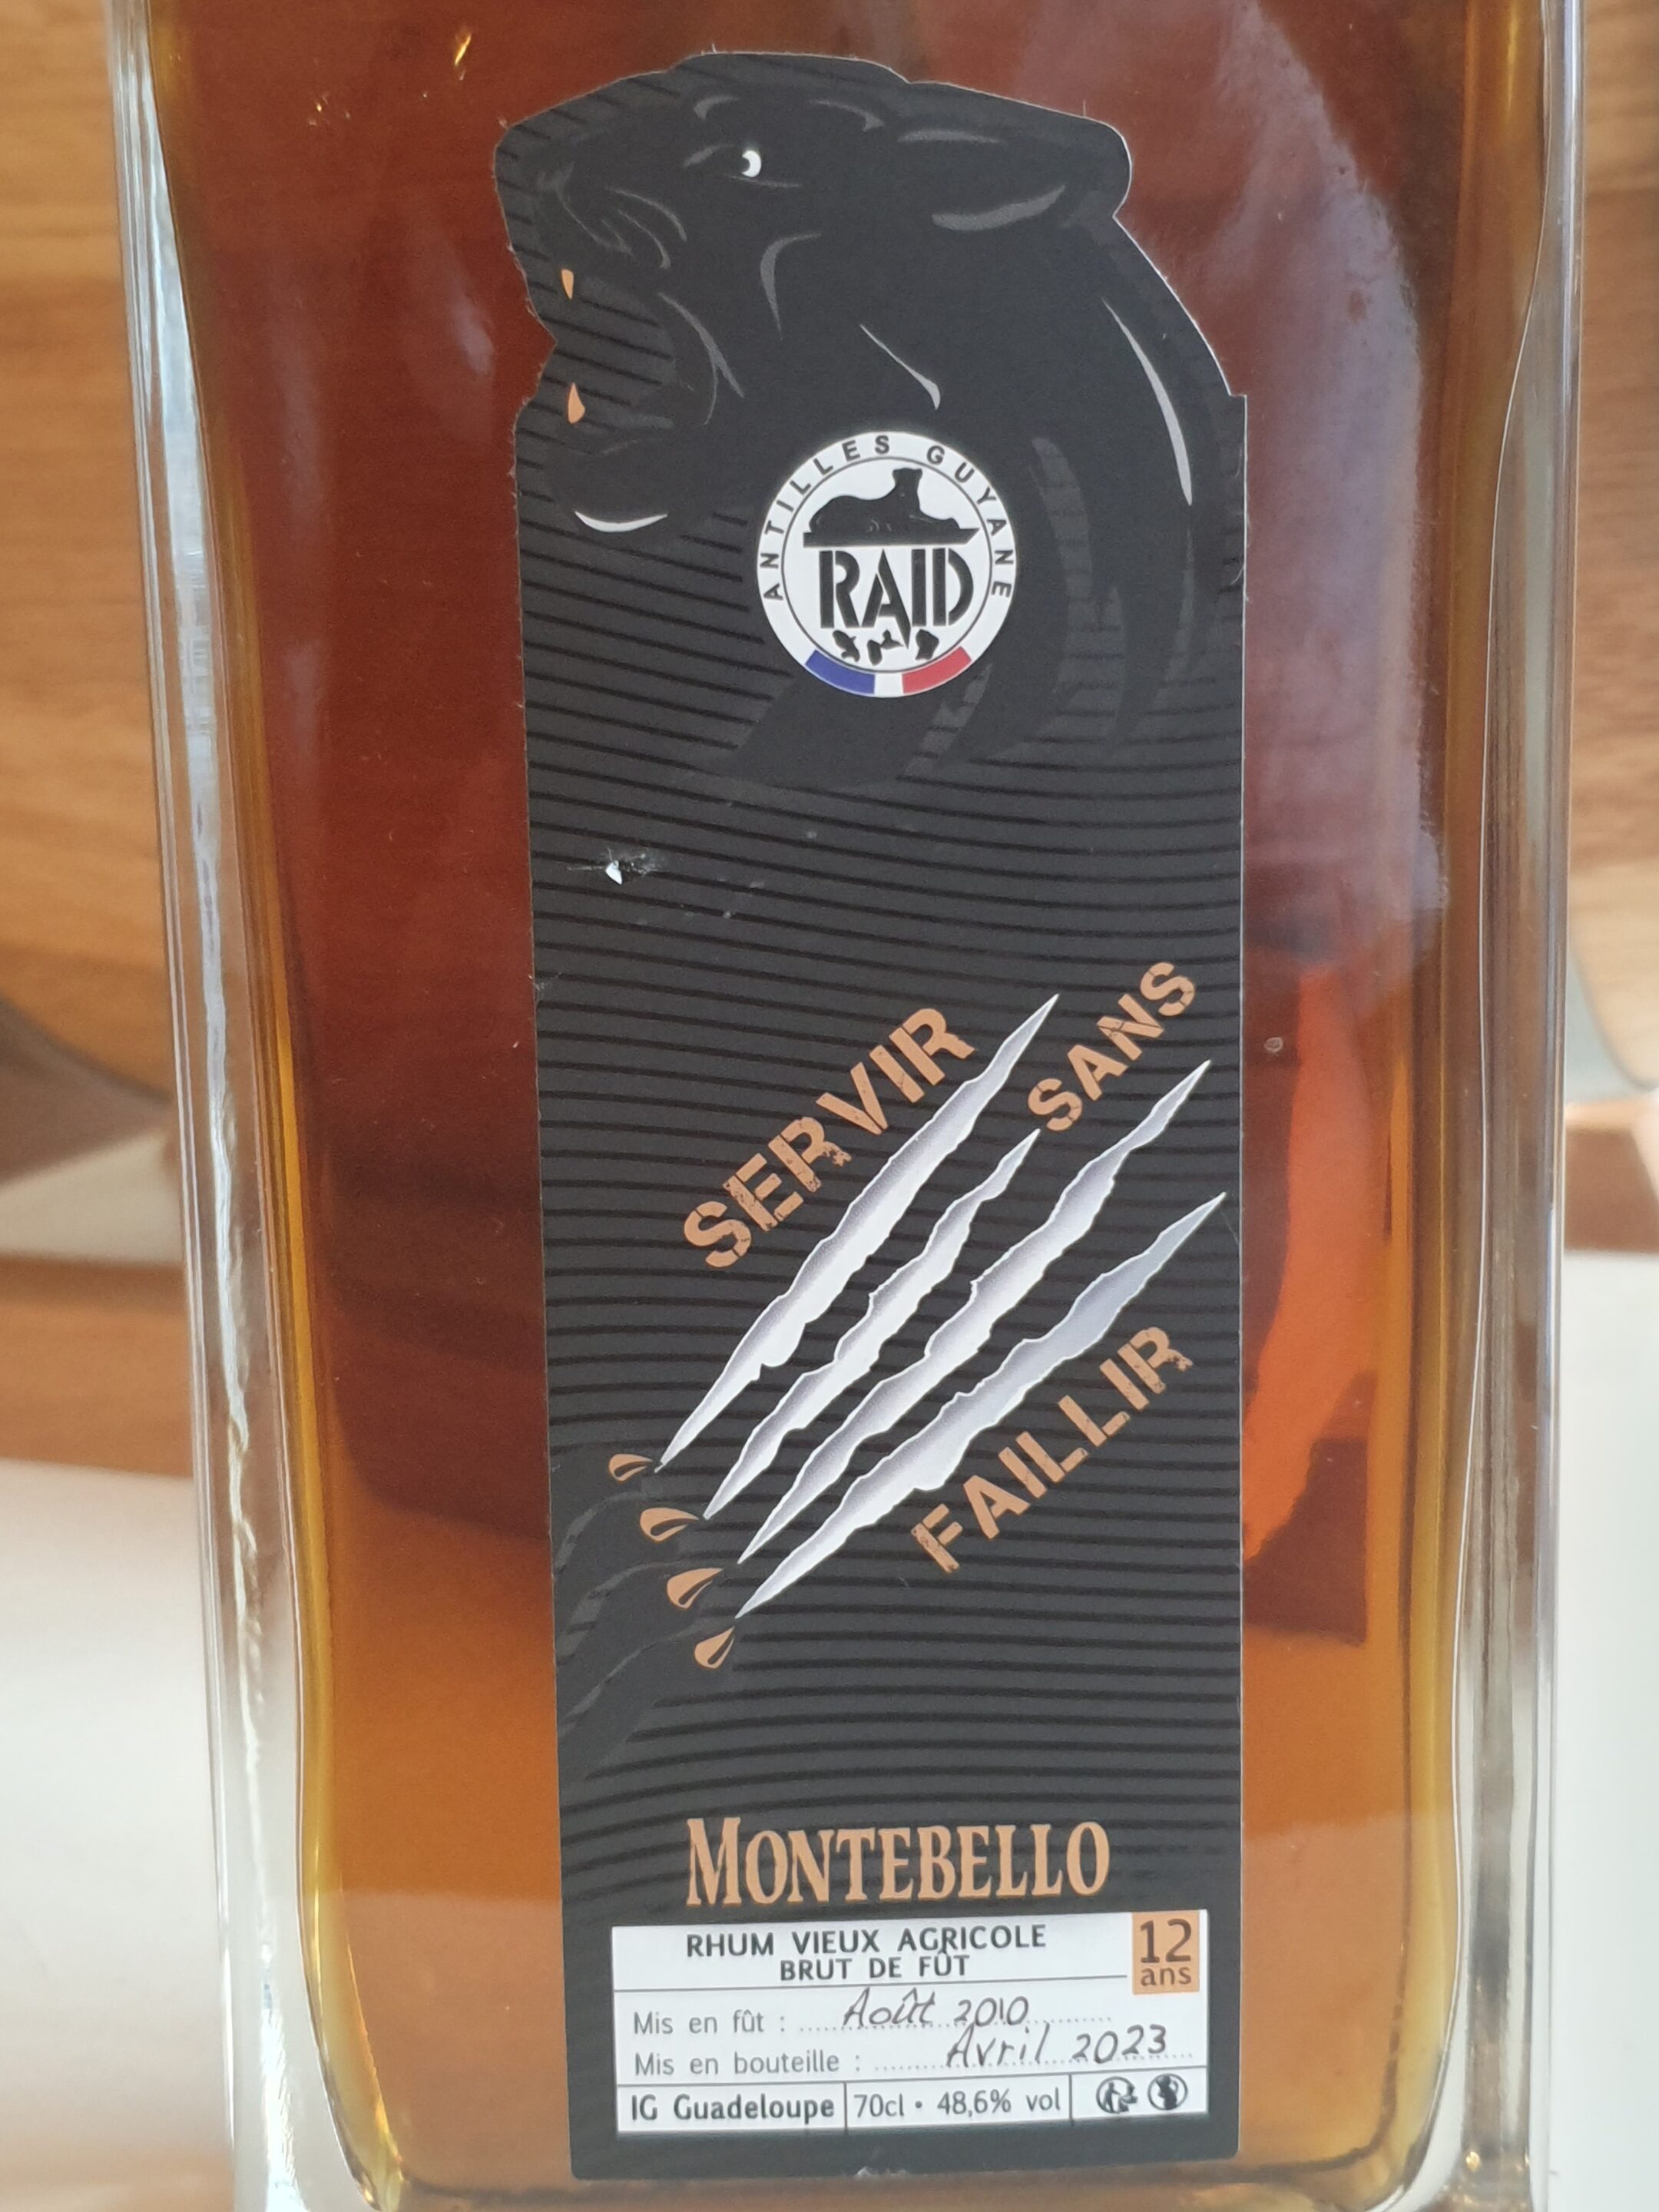 ANTILLES GUYANE
RAID
SERVIR
SANS
FAILLIR
MONTEBELLO
RHUM VIEUX AGRICOLE
BRUT DE FÛT
12
ans
Mis en fût : Août 2010
Mis en bouteille : Avril 2023
IG Guadeloupe 70cl • 48,6% vol